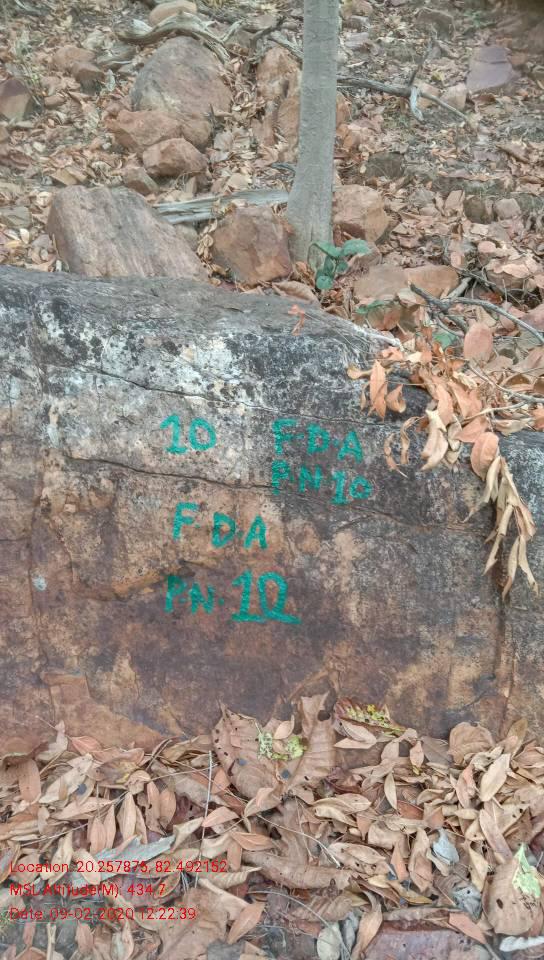 10
F.D.A
P.N 10
F.D.A
P.N. 10
Location: 20.257875, 82.492152
MSL Altitude(M): 434.7
Date: 09-02-2020 12:22:39